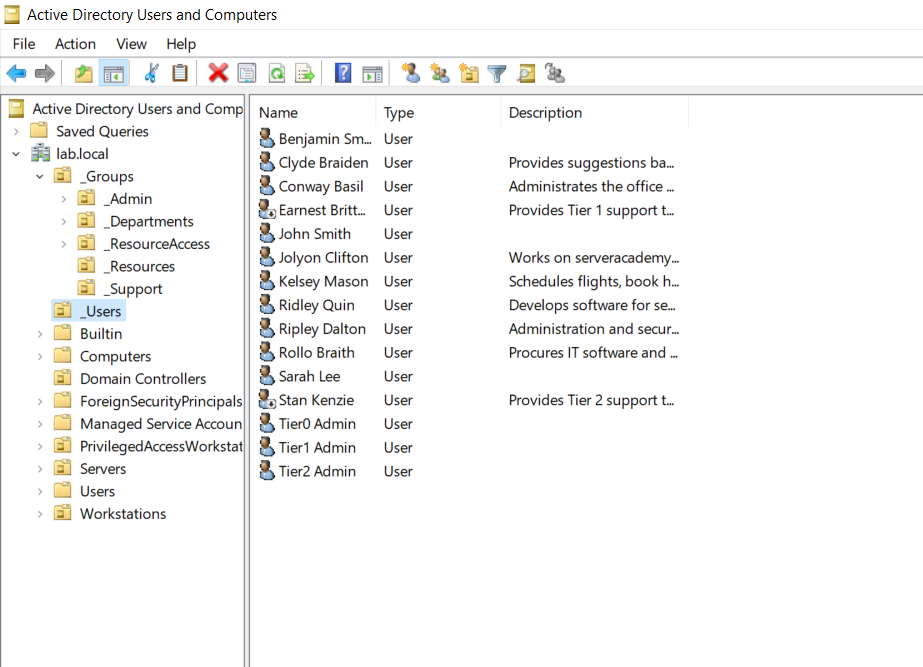 Active Directory Users and Computers
File Action View Help
Active Directory Users and Comp
Saved Queries
lab.local
_Groups
_Admin
_Departments
_ResourceAccess
_Resources
_Support
_Users
Builtin
Computers
Domain Controllers
ForeignSecurityPrincipals
Managed Service Accoun
PrivilegedAccessWorkstat
Servers
Users
Workstations
Name Type Description
Benjamin Sm... User
Clyde Braiden User Provides suggestions ba...
Conway Basil User Administrates the office ...
Earnest Britt... User Provides Tier 1 support t...
John Smith User
Jolyon Clifton User Works on serveracademy...
Kelsey Mason User Schedules flights, book h...
Ridley Quin User Develops software for se...
Ripley Dalton User Administration and secur...
Rollo Braith User Procures IT software and ...
Sarah Lee User
Stan Kenzie User Provides Tier 2 support t...
Tier0 Admin User
Tier1 Admin User
Tier2 Admin User